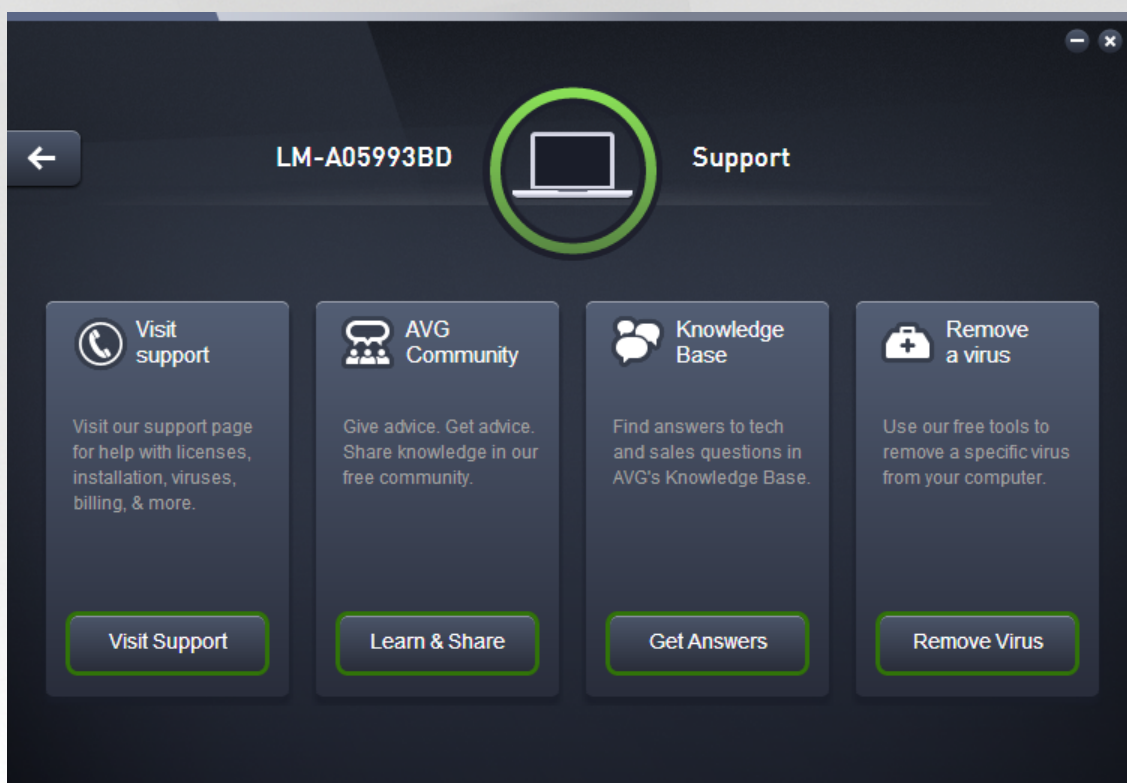 LM-A05993BD
Support
Visit
support
Visit our support page
for help with licenses,
installation, viruses,
billing, & more.
Visit Support
AVG
Community
Give advice. Get advice.
Share knowledge in our
free community.
Learn & Share
Knowledge
Base
Find answers to tech
and sales questions in
AVG's Knowledge Base.
Get Answers
Remove
a virus
Use our free tools to
remove a specific virus
from your computer.
Remove Virus